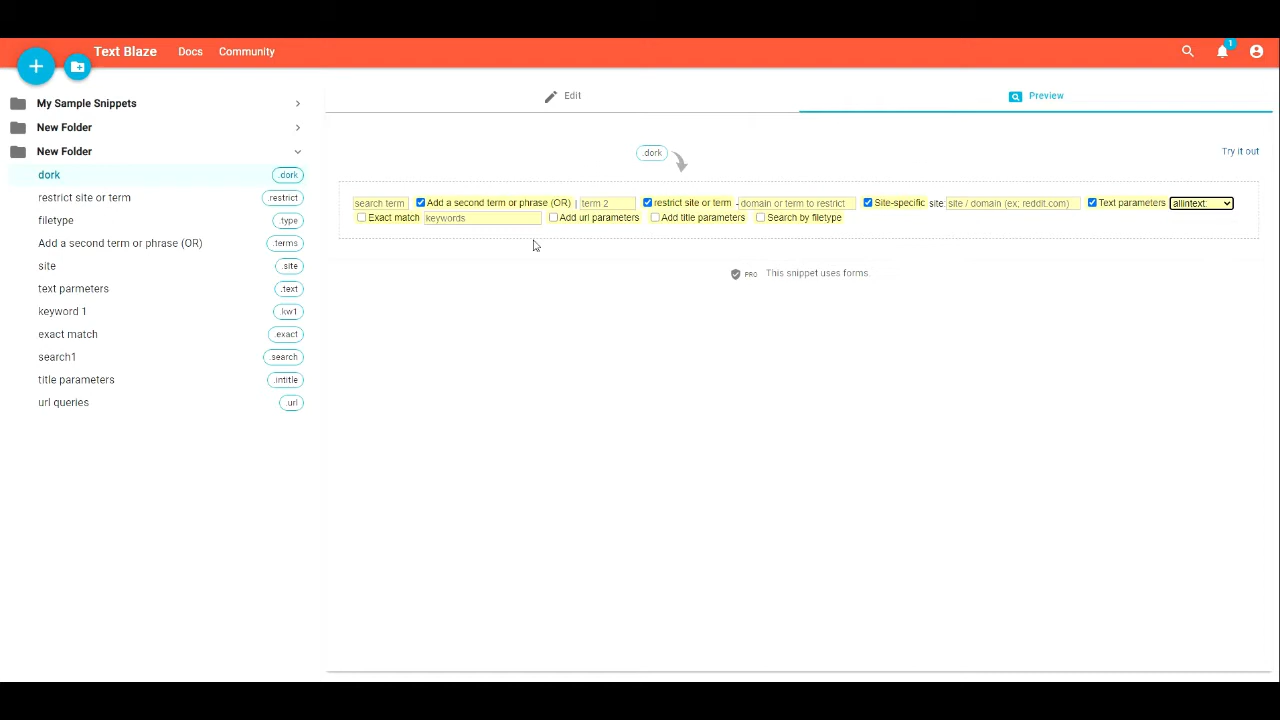 Text Blaze Docs Community 1
Edit Preview
My Sample Snippets
New Folder
New Folder
dork .dork
restrict site or term .restrict
filetype .type
Add a second term or phrase (OR) .terms
site .site
text parmeters .text
keyword 1 .kw1
exact match .exact
search1 .search
title parameters .intitle
url queries .url
.dork
Try it out
search term Add a second term or phrase (OR) | term 2 restrict site or term - domain or term to restrict Site-specific site: site / domain (ex; reddit.com) Text parameters allintext:
Exact match keywords Add url parameters Add title parameters Search by filetype
PRO This snippet uses forms.